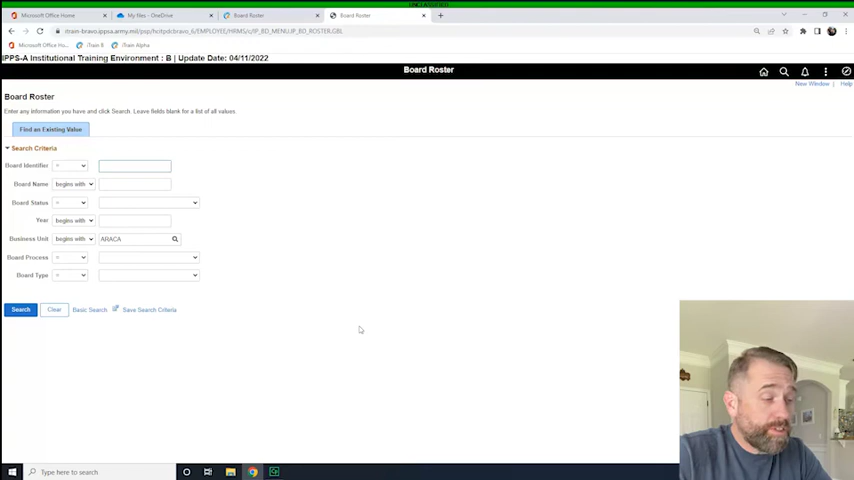 UNCLASSIFIED
Microsoft Office Home
My files - OneDrive
Board Roster
Board Roster
itrain-bravo.ippsa.army.mil/psp/hcitpdcbravo_6/EMPLOYEE/HRMS/c/IP_BD_MENU.IP_BD_ROSTER.GBL
Microsoft Office Ho...
iTrain B
iTrain Alpha
IPPS-A Institutional Training Environment : B | Update Date: 04/11/2022
Board Roster
New Window | Help
Board Roster
Enter any information you have and click Search. Leave fields blank for a list of all values.
Find an Existing Value
Search Criteria
Board Identifier =
Board Name begins with
Board Status =
Year begins with
Business Unit begins with ARACA
Board Process =
Board Type =
Search Clear Basic Search Save Search Criteria
Type here to search